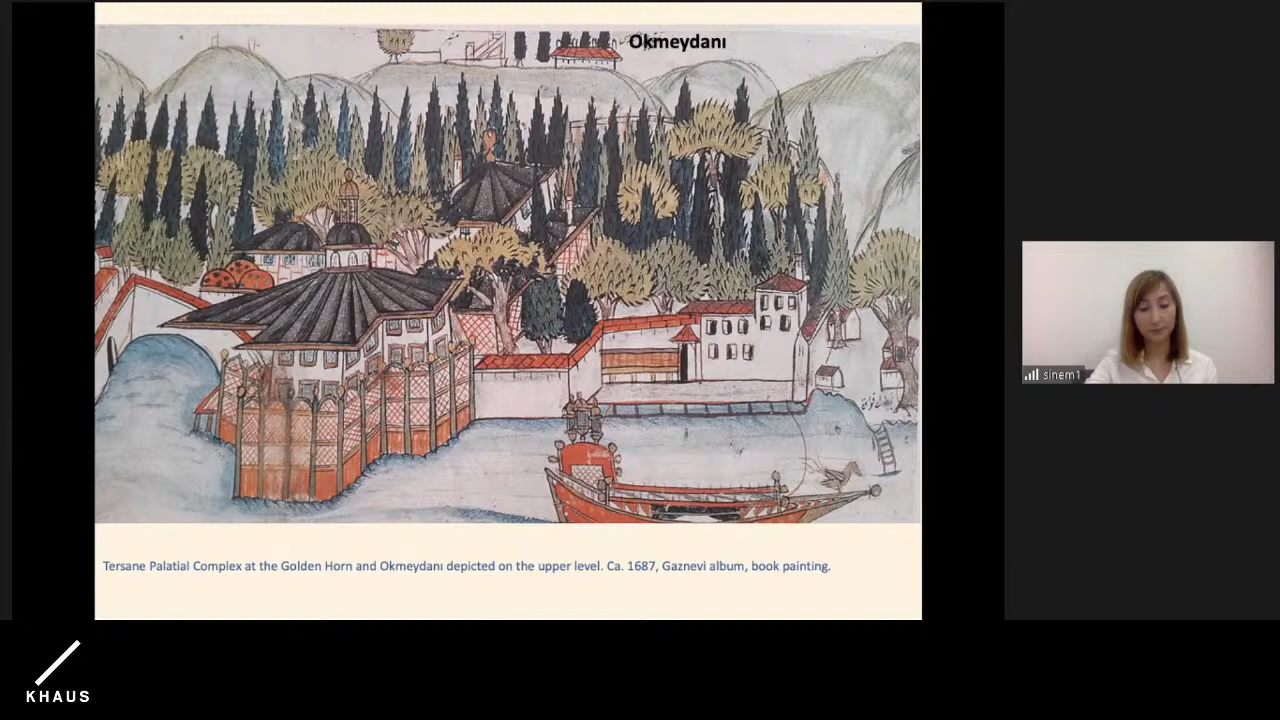 Okmeydanı
sinem1
Tersane Palatial Complex at the Golden Horn and Okmeydanı depicted on the upper level. Ca. 1687, Gaznevi album, book painting.
KHAUS